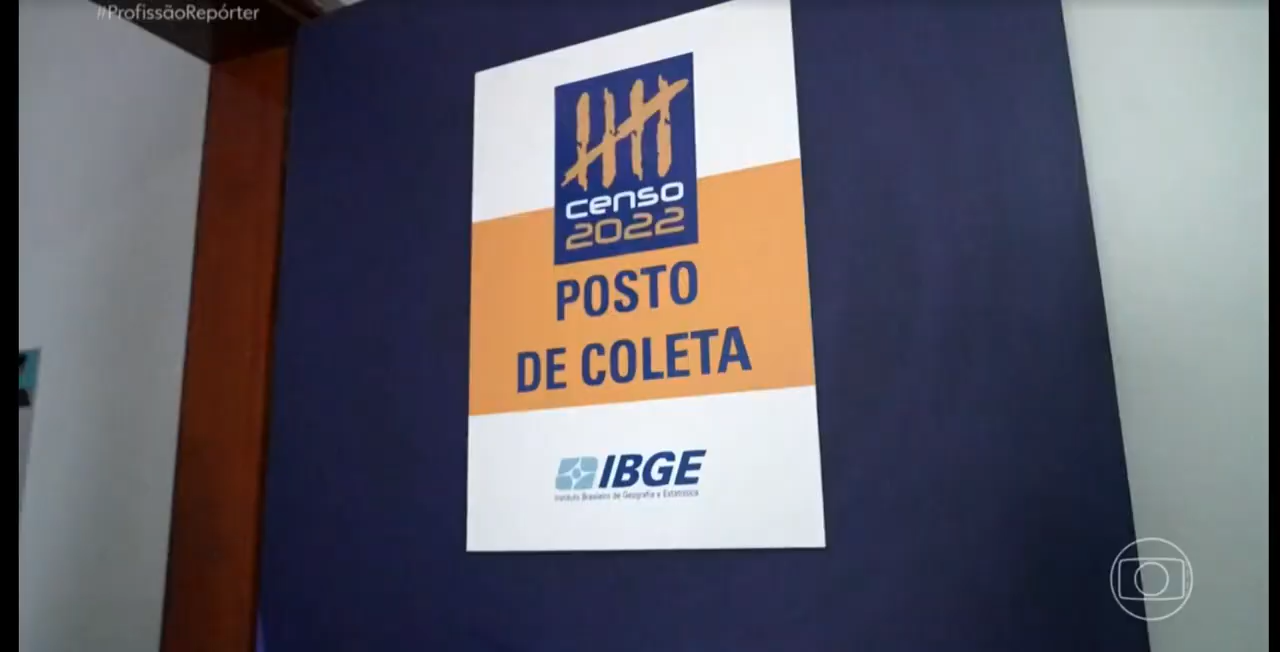 #ProfissãoRepórter
censo
2022
POSTO
DE COLETA
IBGE
Instituto Brasileiro de Geografia e Estatística